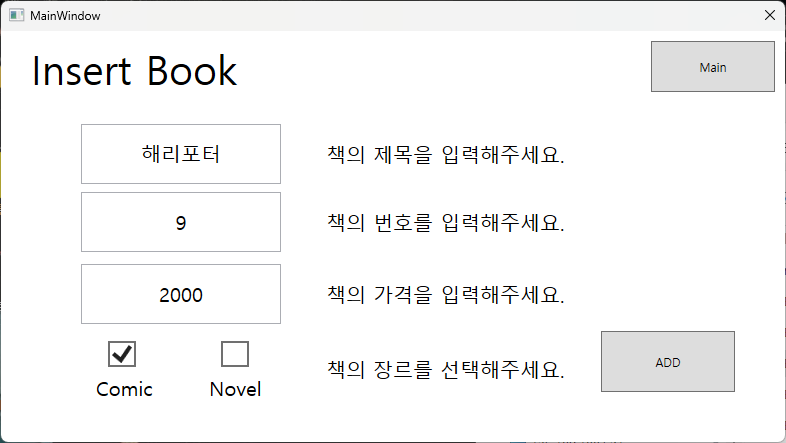 MainWindow
Insert Book
Main
해리포터
책의 제목을 입력해주세요.
9
책의 번호를 입력해주세요.
2000
책의 가격을 입력해주세요.
Comic
Novel
책의 장르를 선택해주세요.
ADD